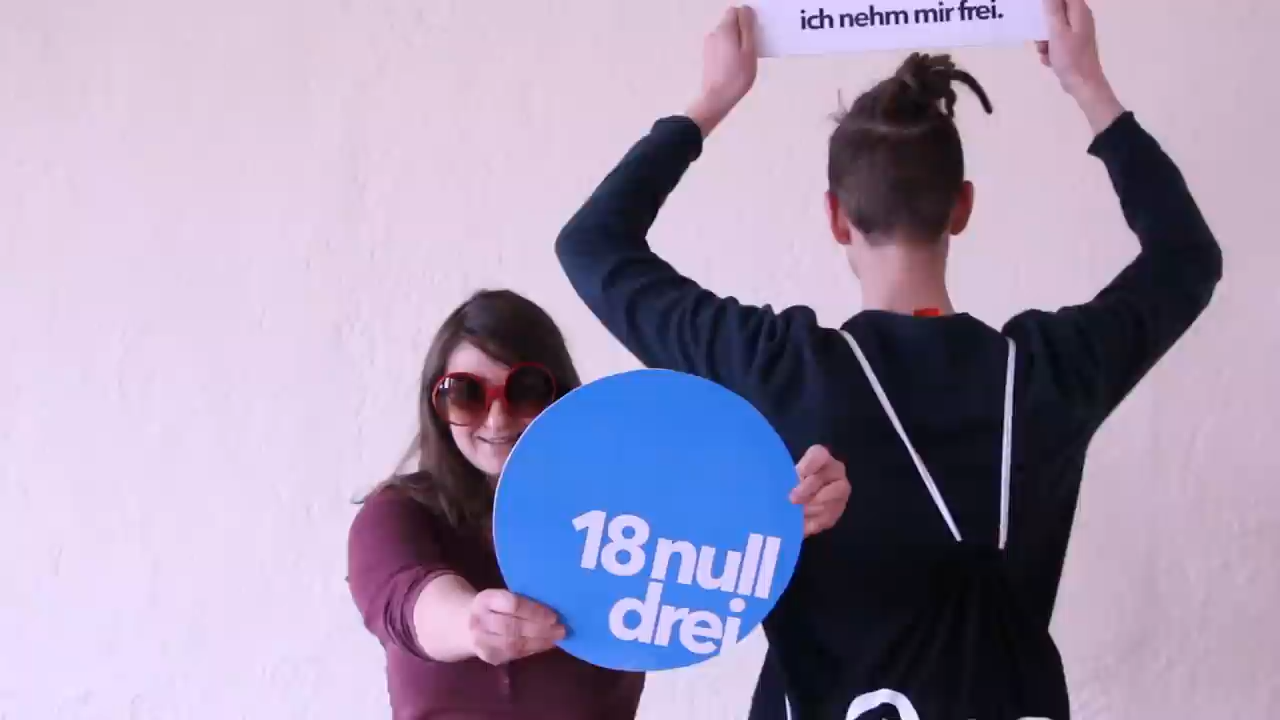 ich nehm mir frei.
18 null
drei